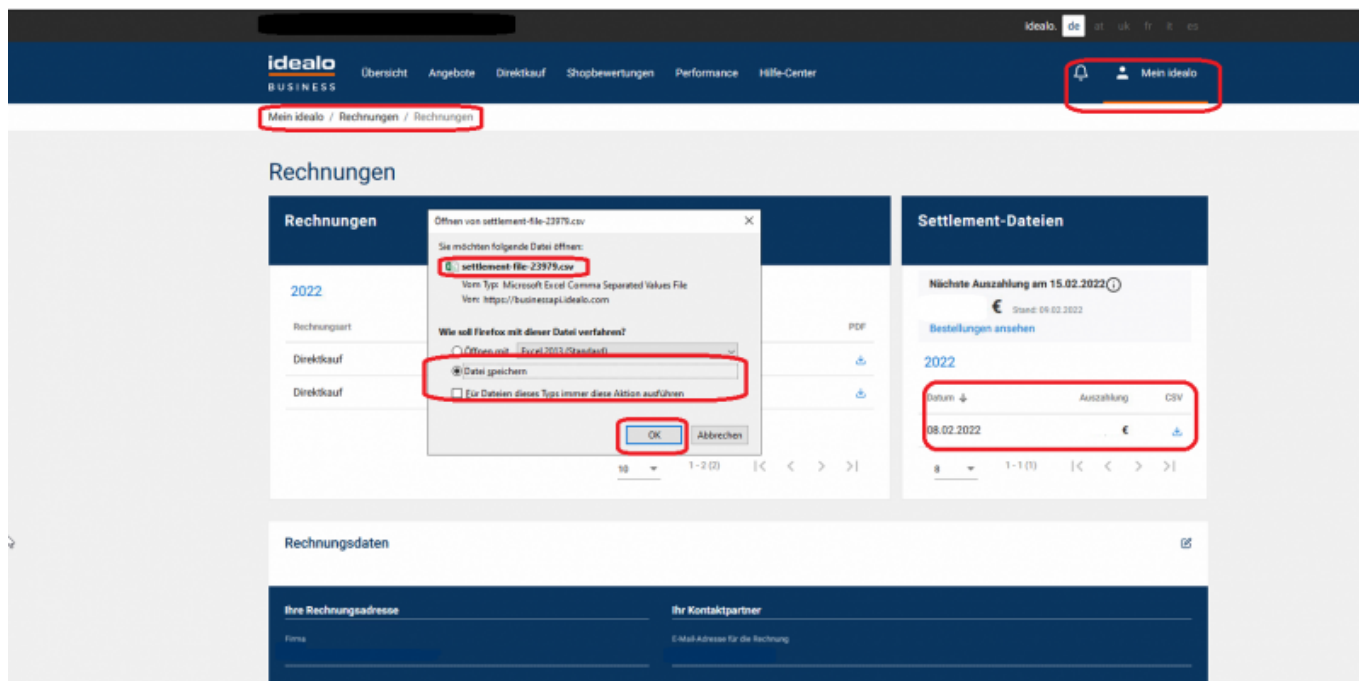 idealo. de at uk fr it es
idealo
BUSINESS
Übersicht Angebote Direktkauf Shopbewertungen Performance Hilfe-Center
Mein idealo
Mein idealo / Rechnungen / Rechnungen
Rechnungen
Rechnungen
2022
Rechnungsart PDF
Direktkauf
Direktkauf
10 1-2 (2)
Öffnen von settlement-file-23979.csv
Sie möchten folgende Datei öffnen:
settlement-file-23979.csv
Vom Typ: Microsoft Excel Comma Separated Values File
Von: https://businessapi.idealo.com
Wie soll Firefox mit dieser Datei verfahren?
Öffnen mit Excel 2013 (Standard)
Datei speichern
Für Dateien dieses Typs immer diese Aktion ausführen
OK Abbrechen
Settlement-Dateien
Nächste Auszahlung am 15.02.2022
€ Stand: 09.02.2022
Bestellungen ansehen
2022
Datum Auszahlung CSV
08.02.2022 €
8 1-1 (1)
Rechnungsdaten
Ihre Rechnungsadresse
Firma
Ihr Kontaktpartner
E-Mail-Adresse für die Rechnung